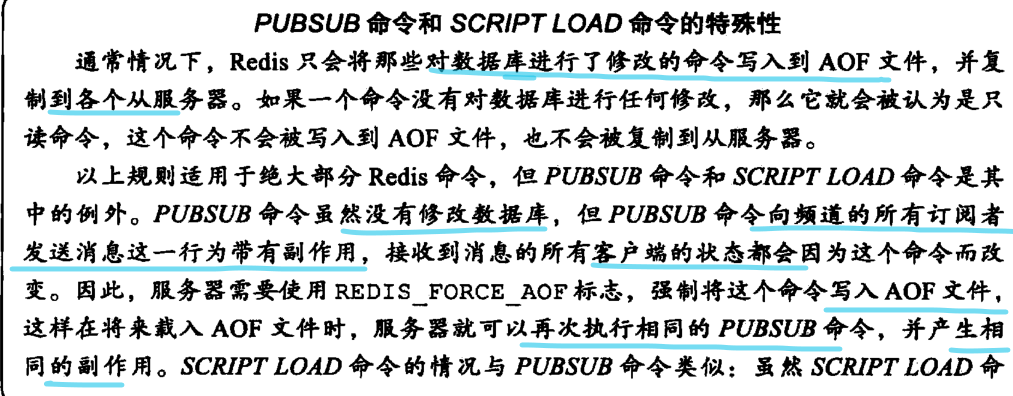 PUBSUB 命令和 SCRIPT LOAD 命令的特殊性
通常情况下，Redis 只会将那些对数据库进行了修改的命令写入到 AOF 文件，并复
制到各个从服务器。如果一个命令没有对数据库进行任何修改，那么它就会被认为是只
读命令，这个命令不会被写入到 AOF 文件，也不会被复制到从服务器。
以上规则适用于绝大部分 Redis 命令，但 PUBSUB 命令和 SCRIPT LOAD 命令是其
中的例外。PUBSUB 命令虽然没有修改数据库，但 PUBSUB 命令向频道的所有订阅者
发送消息这一行为带有副作用，接收到消息的所有客户端的状态都会因为这个命令而改
变。因此，服务器需要使用 REDIS_FORCE_AOF 标志，强制将这个命令写入 AOF 文件，
这样在将来载入 AOF 文件时，服务器就可以再次执行相同的 PUBSUB 命令，并产生相
同的副作用。SCRIPT LOAD 命令的情况与 PUBSUB 命令类似：虽然 SCRIPT LOAD 命